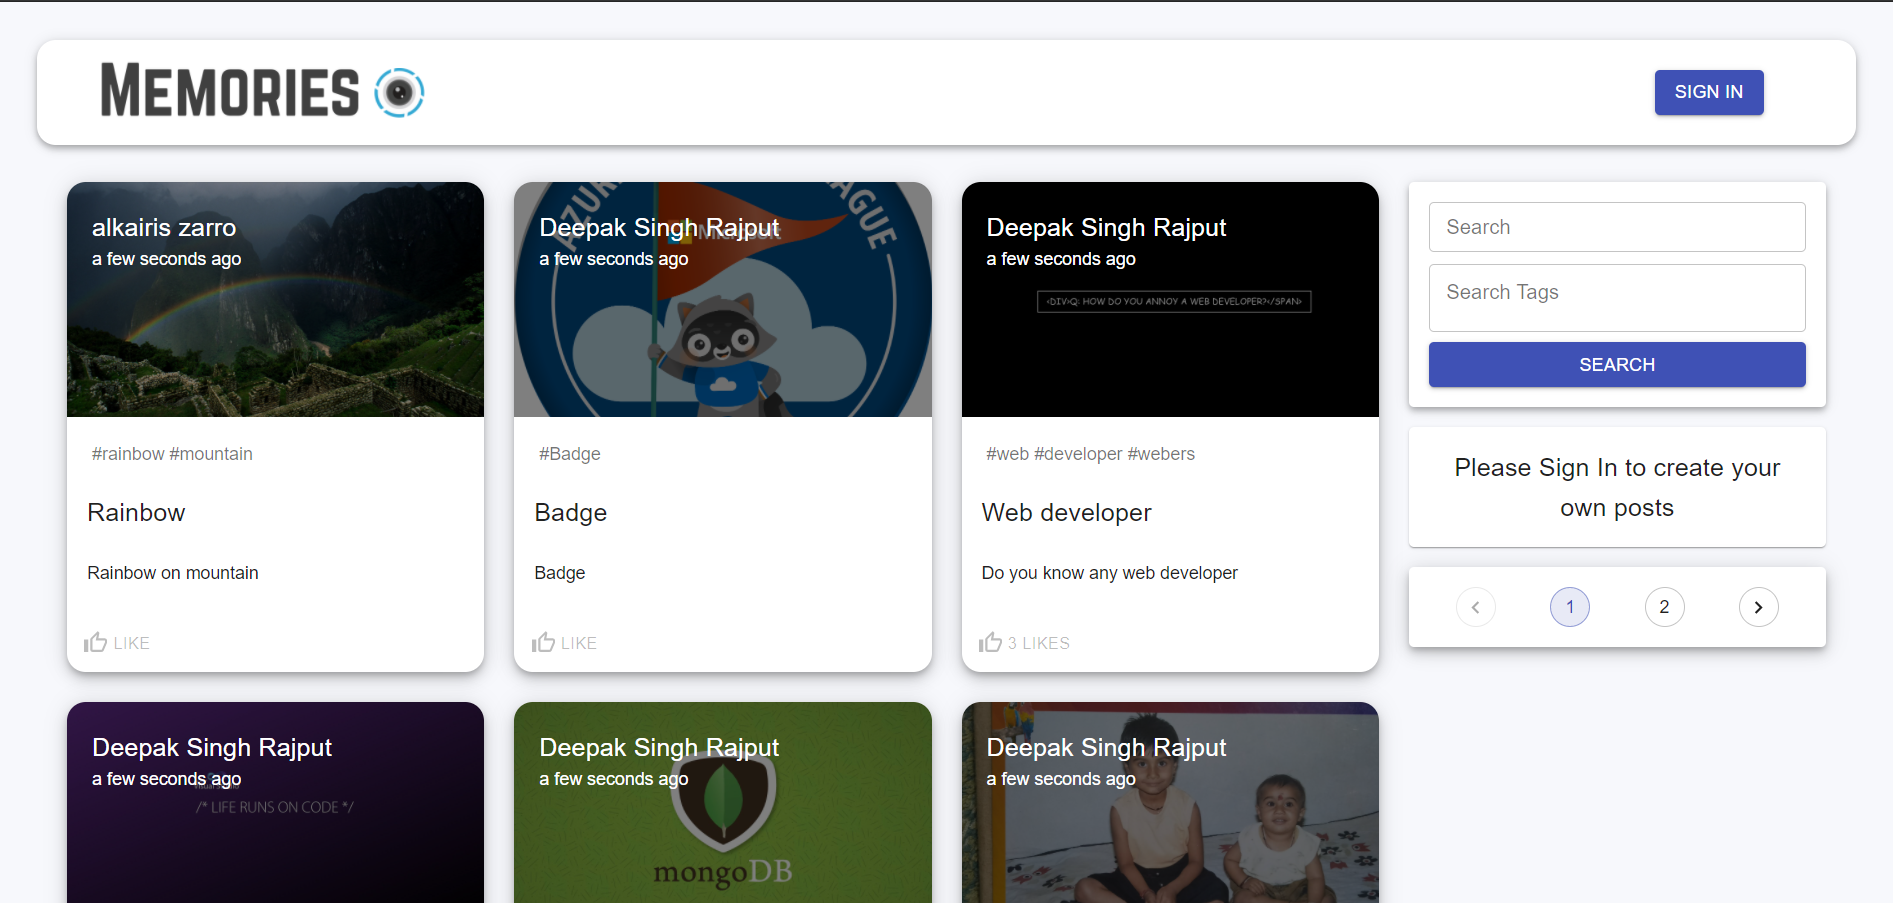 MEMORIES
SIGN IN
alkairis zarro
a few seconds ago
#rainbow #mountain
Rainbow
Rainbow on mountain
LIKE
AZUR
AGUE
Microsoft
Deepak Singh Rajput
a few seconds ago
#Badge
Badge
Badge
LIKE
Deepak Singh Rajput
a few seconds ago
<DIV>Q: HOW DO YOU ANNOY A WEB DEVELOPER?</SPAN>
#web #developer #webers
Web developer
Do you know any web developer
3 LIKES
Search
Search Tags
SEARCH
Please Sign In to create your
own posts
1
2
Deepak Singh Rajput
a few seconds ago
/* LIFE RUNS ON CODE */
Deepak Singh Rajput
a few seconds ago
mongoDB
Deepak Singh Rajput
a few seconds ago